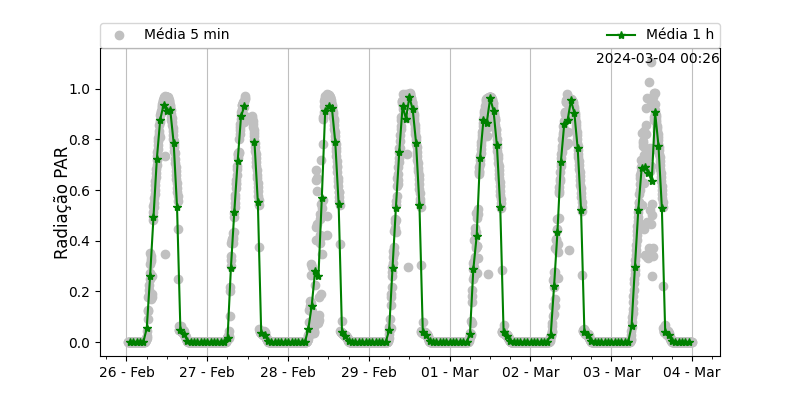 Média 5 min
Média 1 h
2024-03-04 00:26
Radiação PAR
1.0
0.8
0.6
0.4
0.2
0.0
26 - Feb
27 - Feb
28 - Feb
29 - Feb
01 - Mar
02 - Mar
03 - Mar
04 - Mar